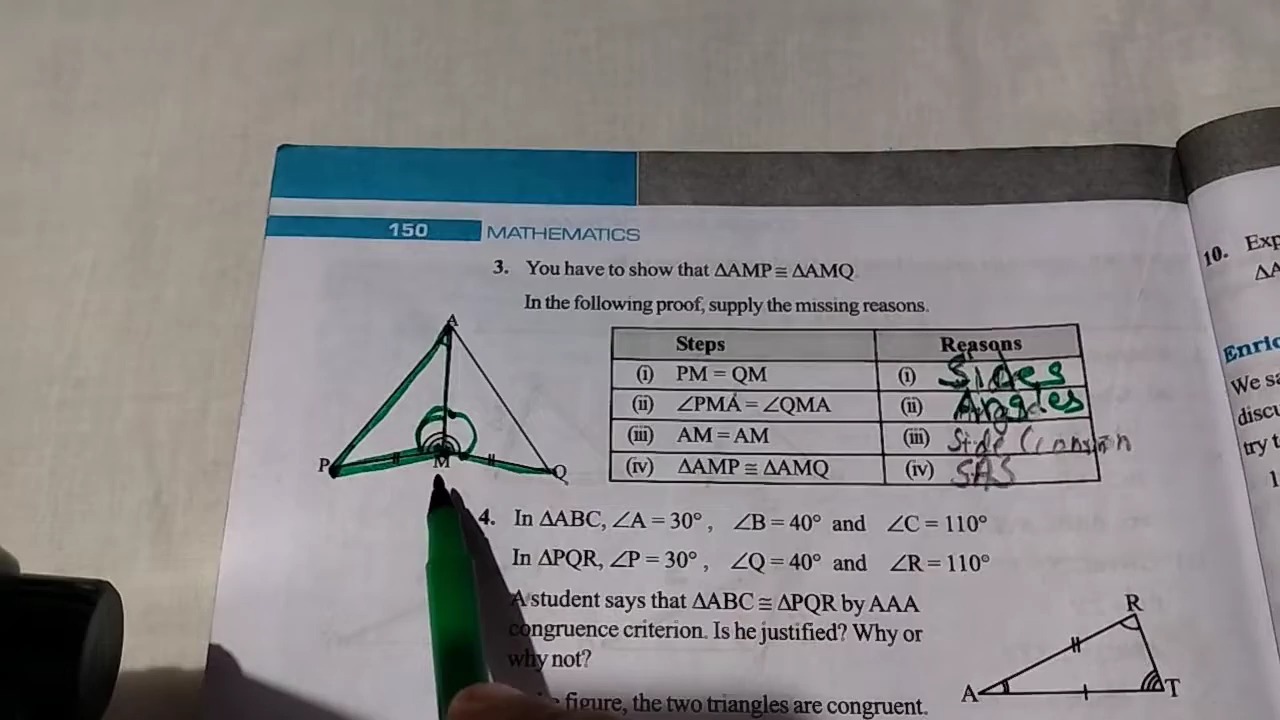 150 MATHEMATICS
3. You have to show that ΔAMP ≅ ΔAMQ
In the following proof, supply the missing reasons.
A
P M Q
Steps Reasons
(i) PM = QM (i) Sides
(ii) ∠PMA = ∠QMA (ii) Angles
(iii) AM = AM (iii) Side
(iv) ΔAMP ≅ ΔAMQ (iv) SAS
4. In ΔABC, ∠A = 30°, ∠B = 40° and ∠C = 110°
In ΔPQR, ∠P = 30°, ∠Q = 40° and ∠R = 110°
A student says that ΔABC ≅ ΔPQR by AAA
congruence criterion. Is he justified? Why or
why not?
figure, the two triangles are congruent.
R
A T
10. Exp
ΔA
Enric
We sa
discu
try t
1